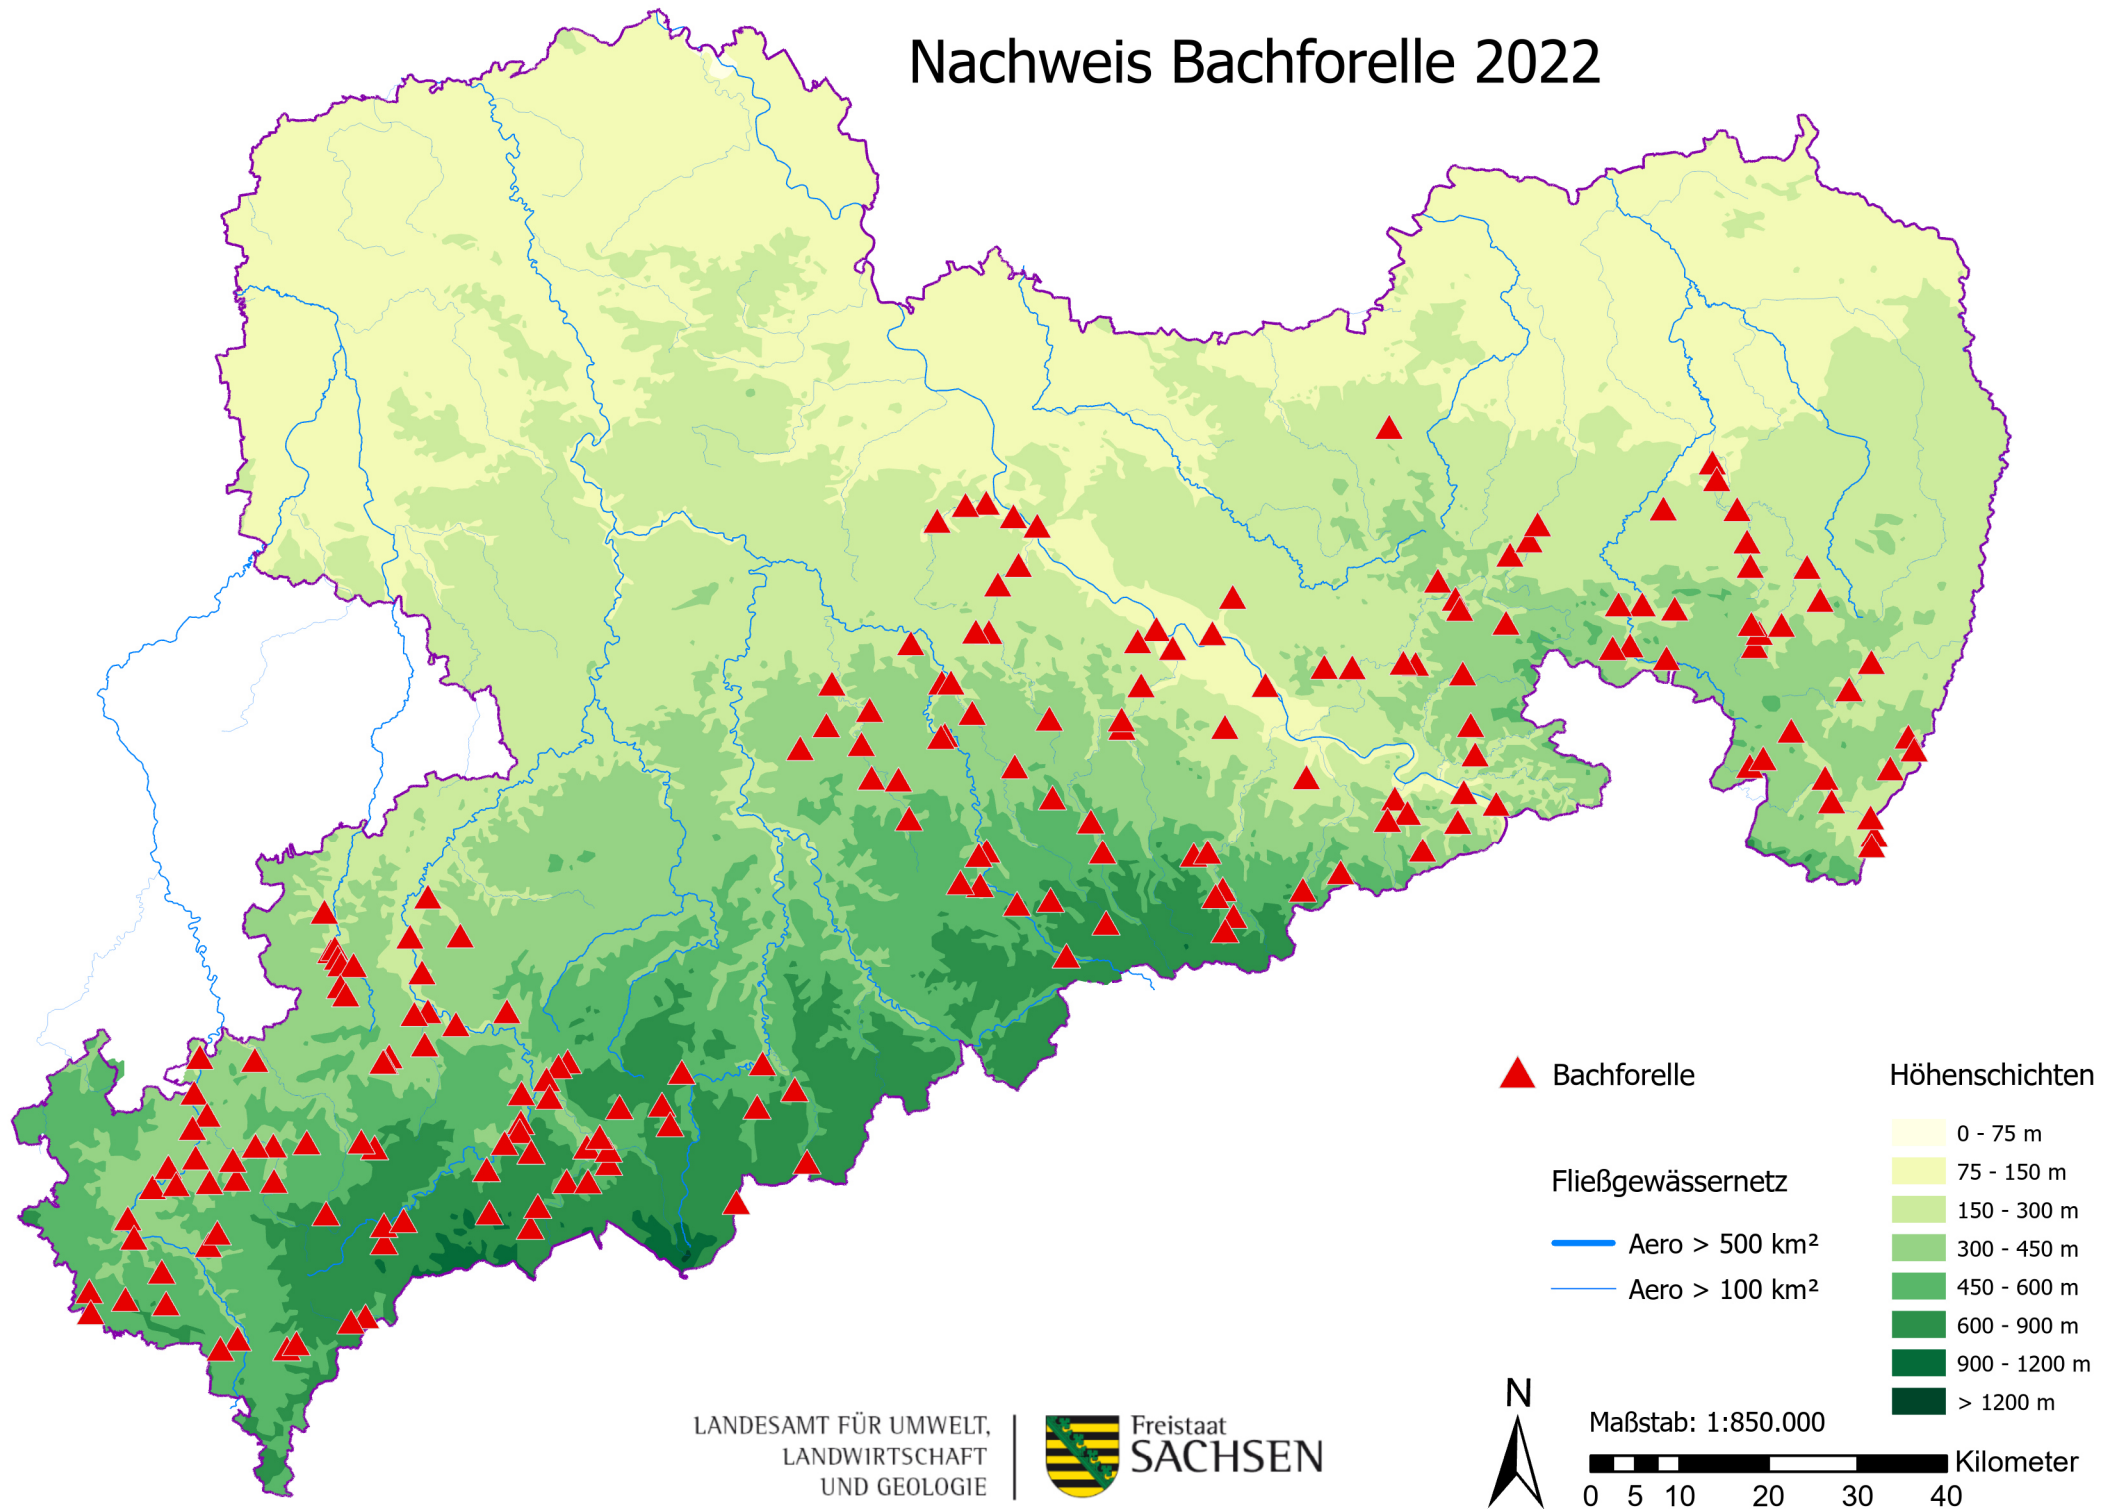 Nachweis Bachforelle 2022
Bachforelle
Fließgewässernetz
Aero > 500 km²
Aero > 100 km²
Höhenschichten
0 - 75 m
75 - 150 m
150 - 300 m
300 - 450 m
450 - 600 m
600 - 900 m
900 - 1200 m
> 1200 m
LANDESAMT FÜR UMWELT,
LANDWIRTSCHAFT
UND GEOLOGIE
Freistaat
SACHSEN
N
Maßstab: 1:850.000
Kilometer
0 5 10 20 30 40